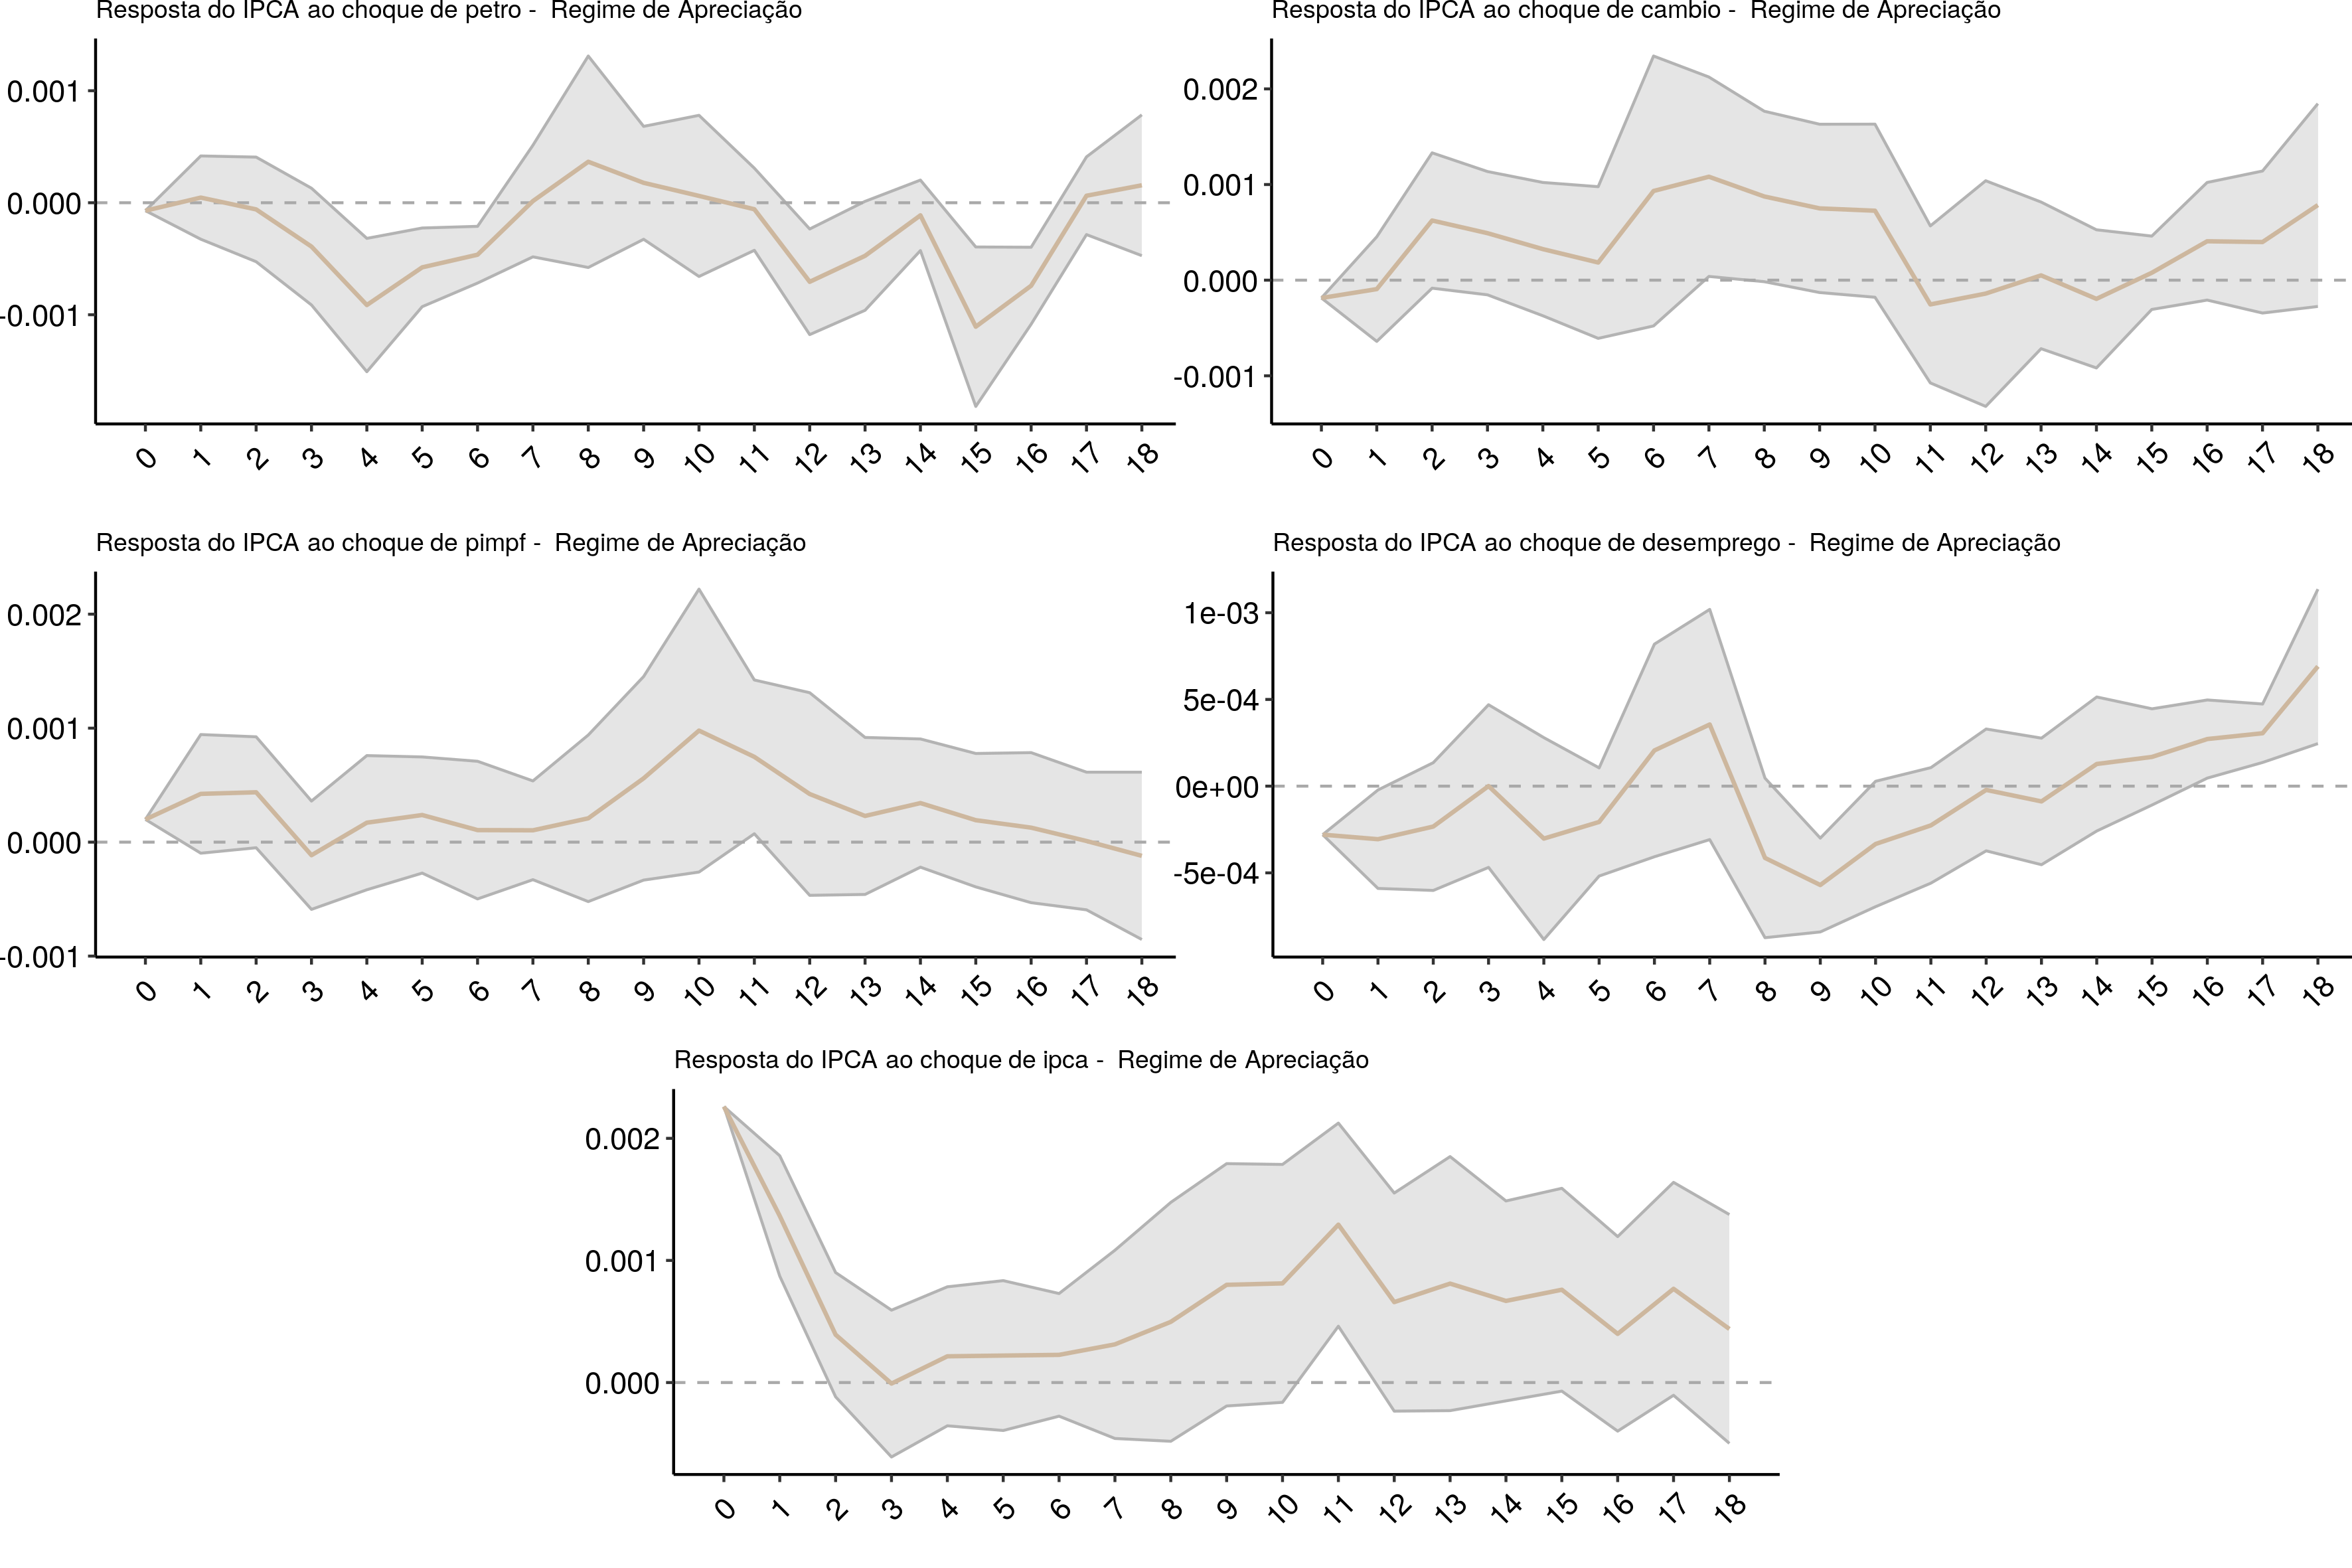 Resposta do IPCA ao choque de petro -  Regime de Apreciação
0.001
0.000
-0.001
0 1 2 3 4 5 6 7 8 9 10 11 12 13 14 15 16 17 18
Resposta do IPCA ao choque de cambio -  Regime de Apreciação
0.002
0.001
0.000
-0.001
0 1 2 3 4 5 6 7 8 9 10 11 12 13 14 15 16 17 18
Resposta do IPCA ao choque de pimpf -  Regime de Apreciação
0.002
0.001
0.000
-0.001
0 1 2 3 4 5 6 7 8 9 10 11 12 13 14 15 16 17 18
Resposta do IPCA ao choque de desemprego -  Regime de Apreciação
1e-03
5e-04
0e+00
-5e-04
0 1 2 3 4 5 6 7 8 9 10 11 12 13 14 15 16 17 18
Resposta do IPCA ao choque de ipca -  Regime de Apreciação
0.002
0.001
0.000
0 1 2 3 4 5 6 7 8 9 10 11 12 13 14 15 16 17 18